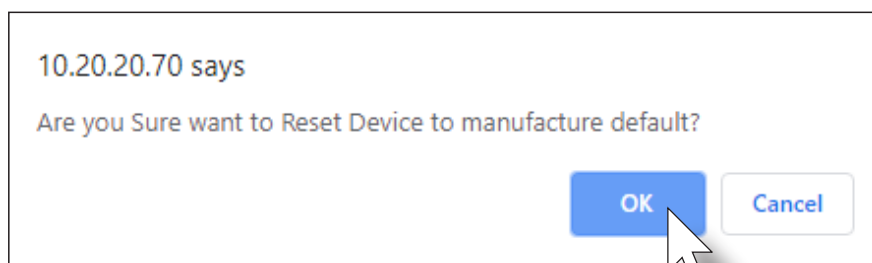 10.20.20.70 says
Are you Sure want to Reset Device to manufacture default?
OK Cancel